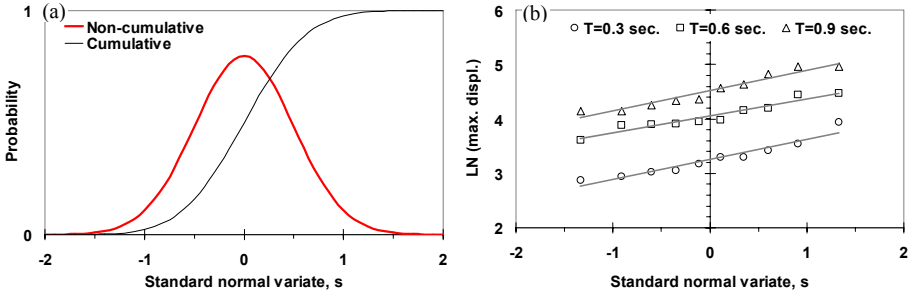 (a)
Non-cumulative
Cumulative
Probability
1
0
-2 -1 0 1 2
Standard normal variate, s
(b)
T=0.3 sec. T=0.6 sec. T=0.9 sec.
LN (max. displ.)
6
5
4
3
2
-2 -1 0 1 2
Standard normal variate, s